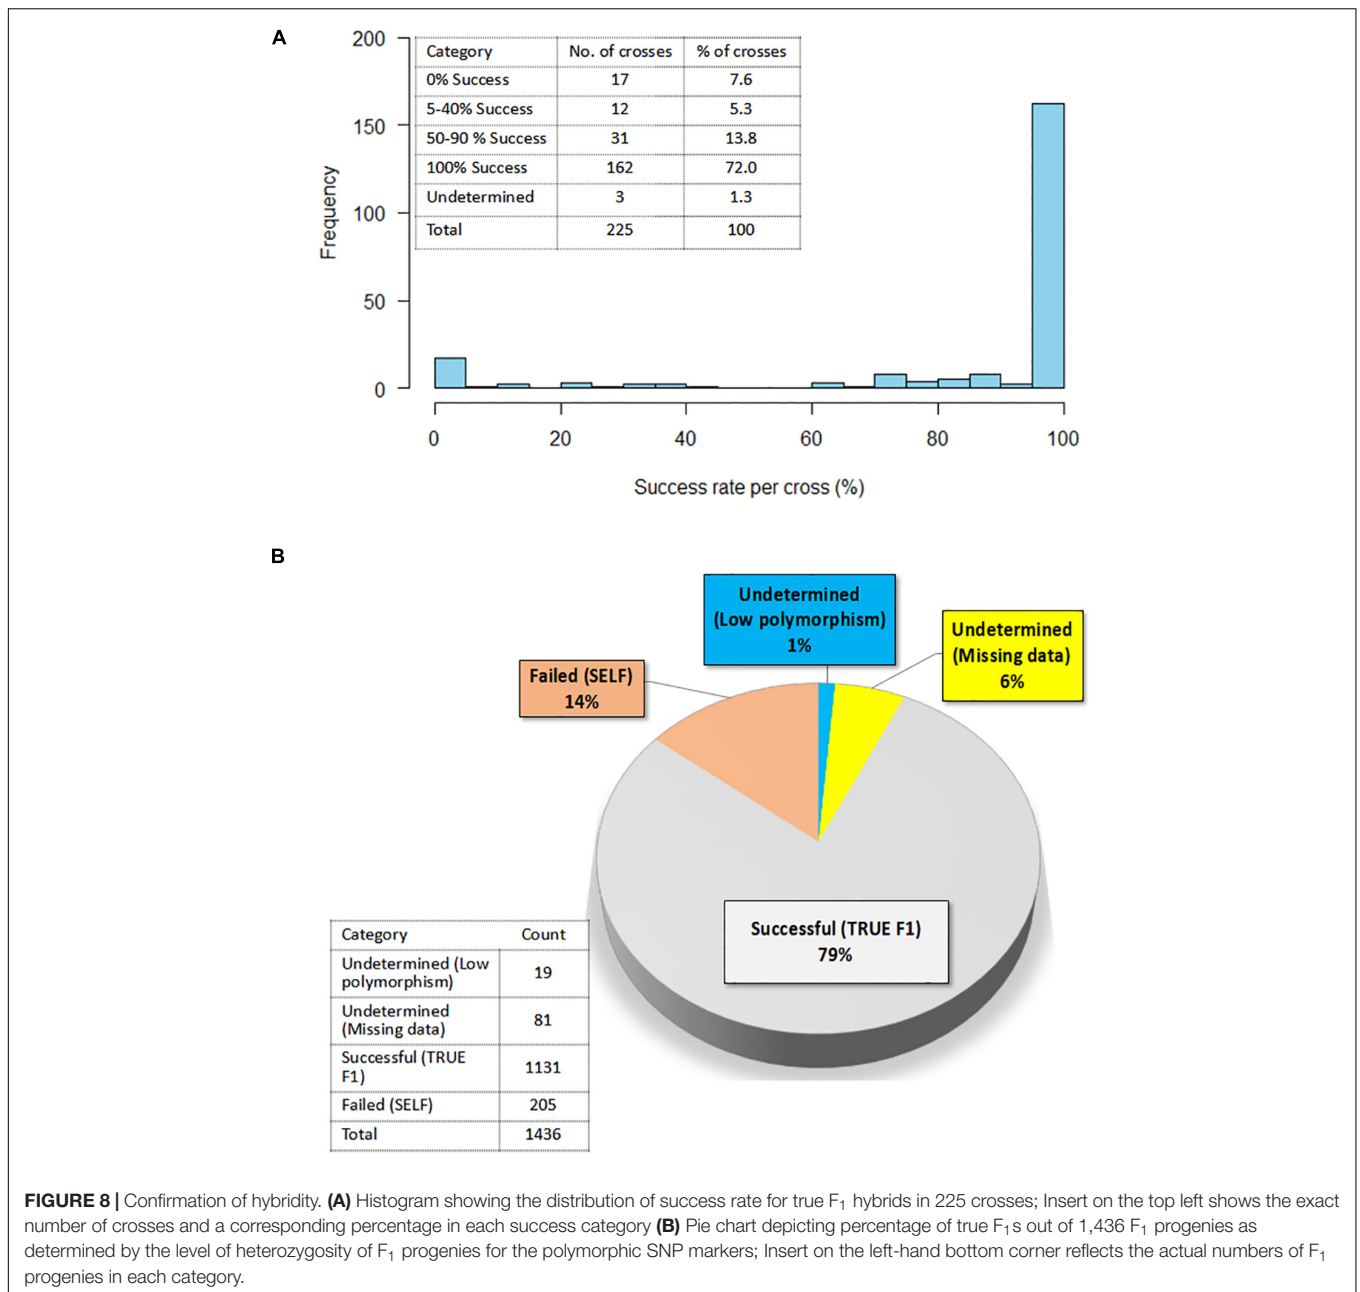 A
200
150
100
50
0
Frequency
Category No. of crosses % of crosses
0% Success 17 7.6
5-40% Success 12 5.3
50-90 % Success 31 13.8
100% Success 162 72.0
Undetermined 3 1.3
Total 225 100
0 20 40 60 80 100
Success rate per cross (%)
B
Undetermined
(Low polymorphism)
1%
Undetermined
(Missing data)
6%
Failed (SELF)
14%
Successful (TRUE F1)
79%
Category Count
Undetermined (Low
polymorphism) 19
Undetermined
(Missing data) 81
Successful (TRUE
F1) 1131
Failed (SELF) 205
Total 1436
FIGURE 8 | Confirmation of hybridity. (A) Histogram showing the distribution of success rate for true F1 hybrids in 225 crosses; Insert on the top left shows the exact
number of crosses and a corresponding percentage in each success category (B) Pie chart depicting percentage of true F1s out of 1,436 F1 progenies as
determined by the level of heterozygosity of F1 progenies for the polymorphic SNP markers; Insert on the left-hand bottom corner reflects the actual numbers of F1
progenies in each category.